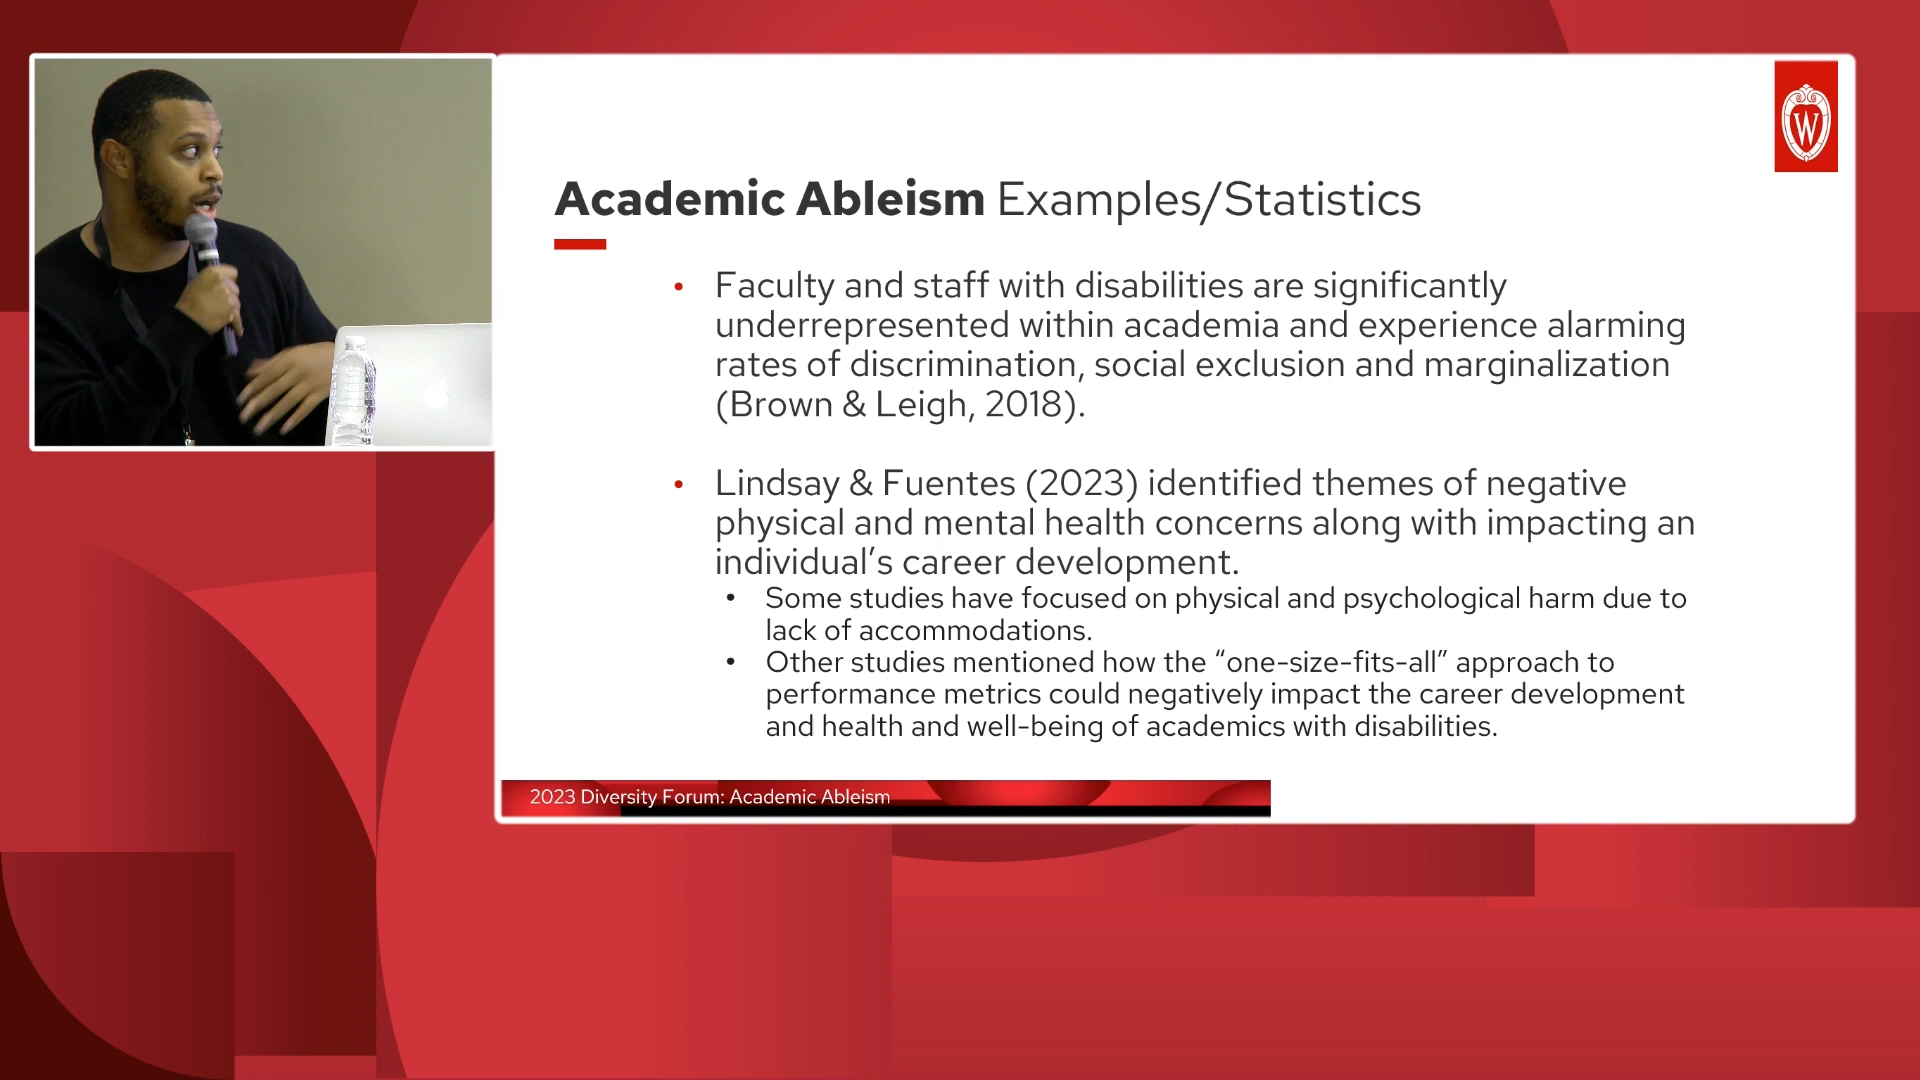 W
Academic Ableism Examples/Statistics
• Faculty and staff with disabilities are significantly
underrepresented within academia and experience alarming
rates of discrimination, social exclusion and marginalization
(Brown & Leigh, 2018).
• Lindsay & Fuentes (2023) identified themes of negative
physical and mental health concerns along with impacting an
individual’s career development.
• Some studies have focused on physical and psychological harm due to
lack of accommodations.
• Other studies mentioned how the “one-size-fits-all” approach to
performance metrics could negatively impact the career development
and health and well-being of academics with disabilities.
2023 Diversity Forum: Academic Ableism